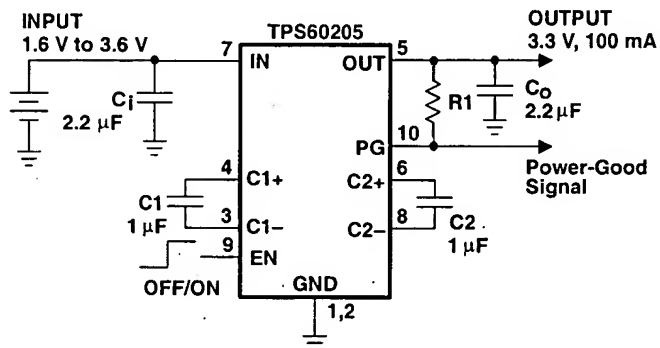 INPUT
1.6 V to 3.6 V
TPS60205
OUTPUT
3.3 V, 100 mA
7
IN
OUT
5
Ci
2.2 µF
R1
Co
2.2 µF
PG
10
Power-Good
Signal
4
C1+
C2+
6
C1
1 µF
3
C1−
C2−
8
C2
1 µF
9
EN
OFF/ON
GND
1,2